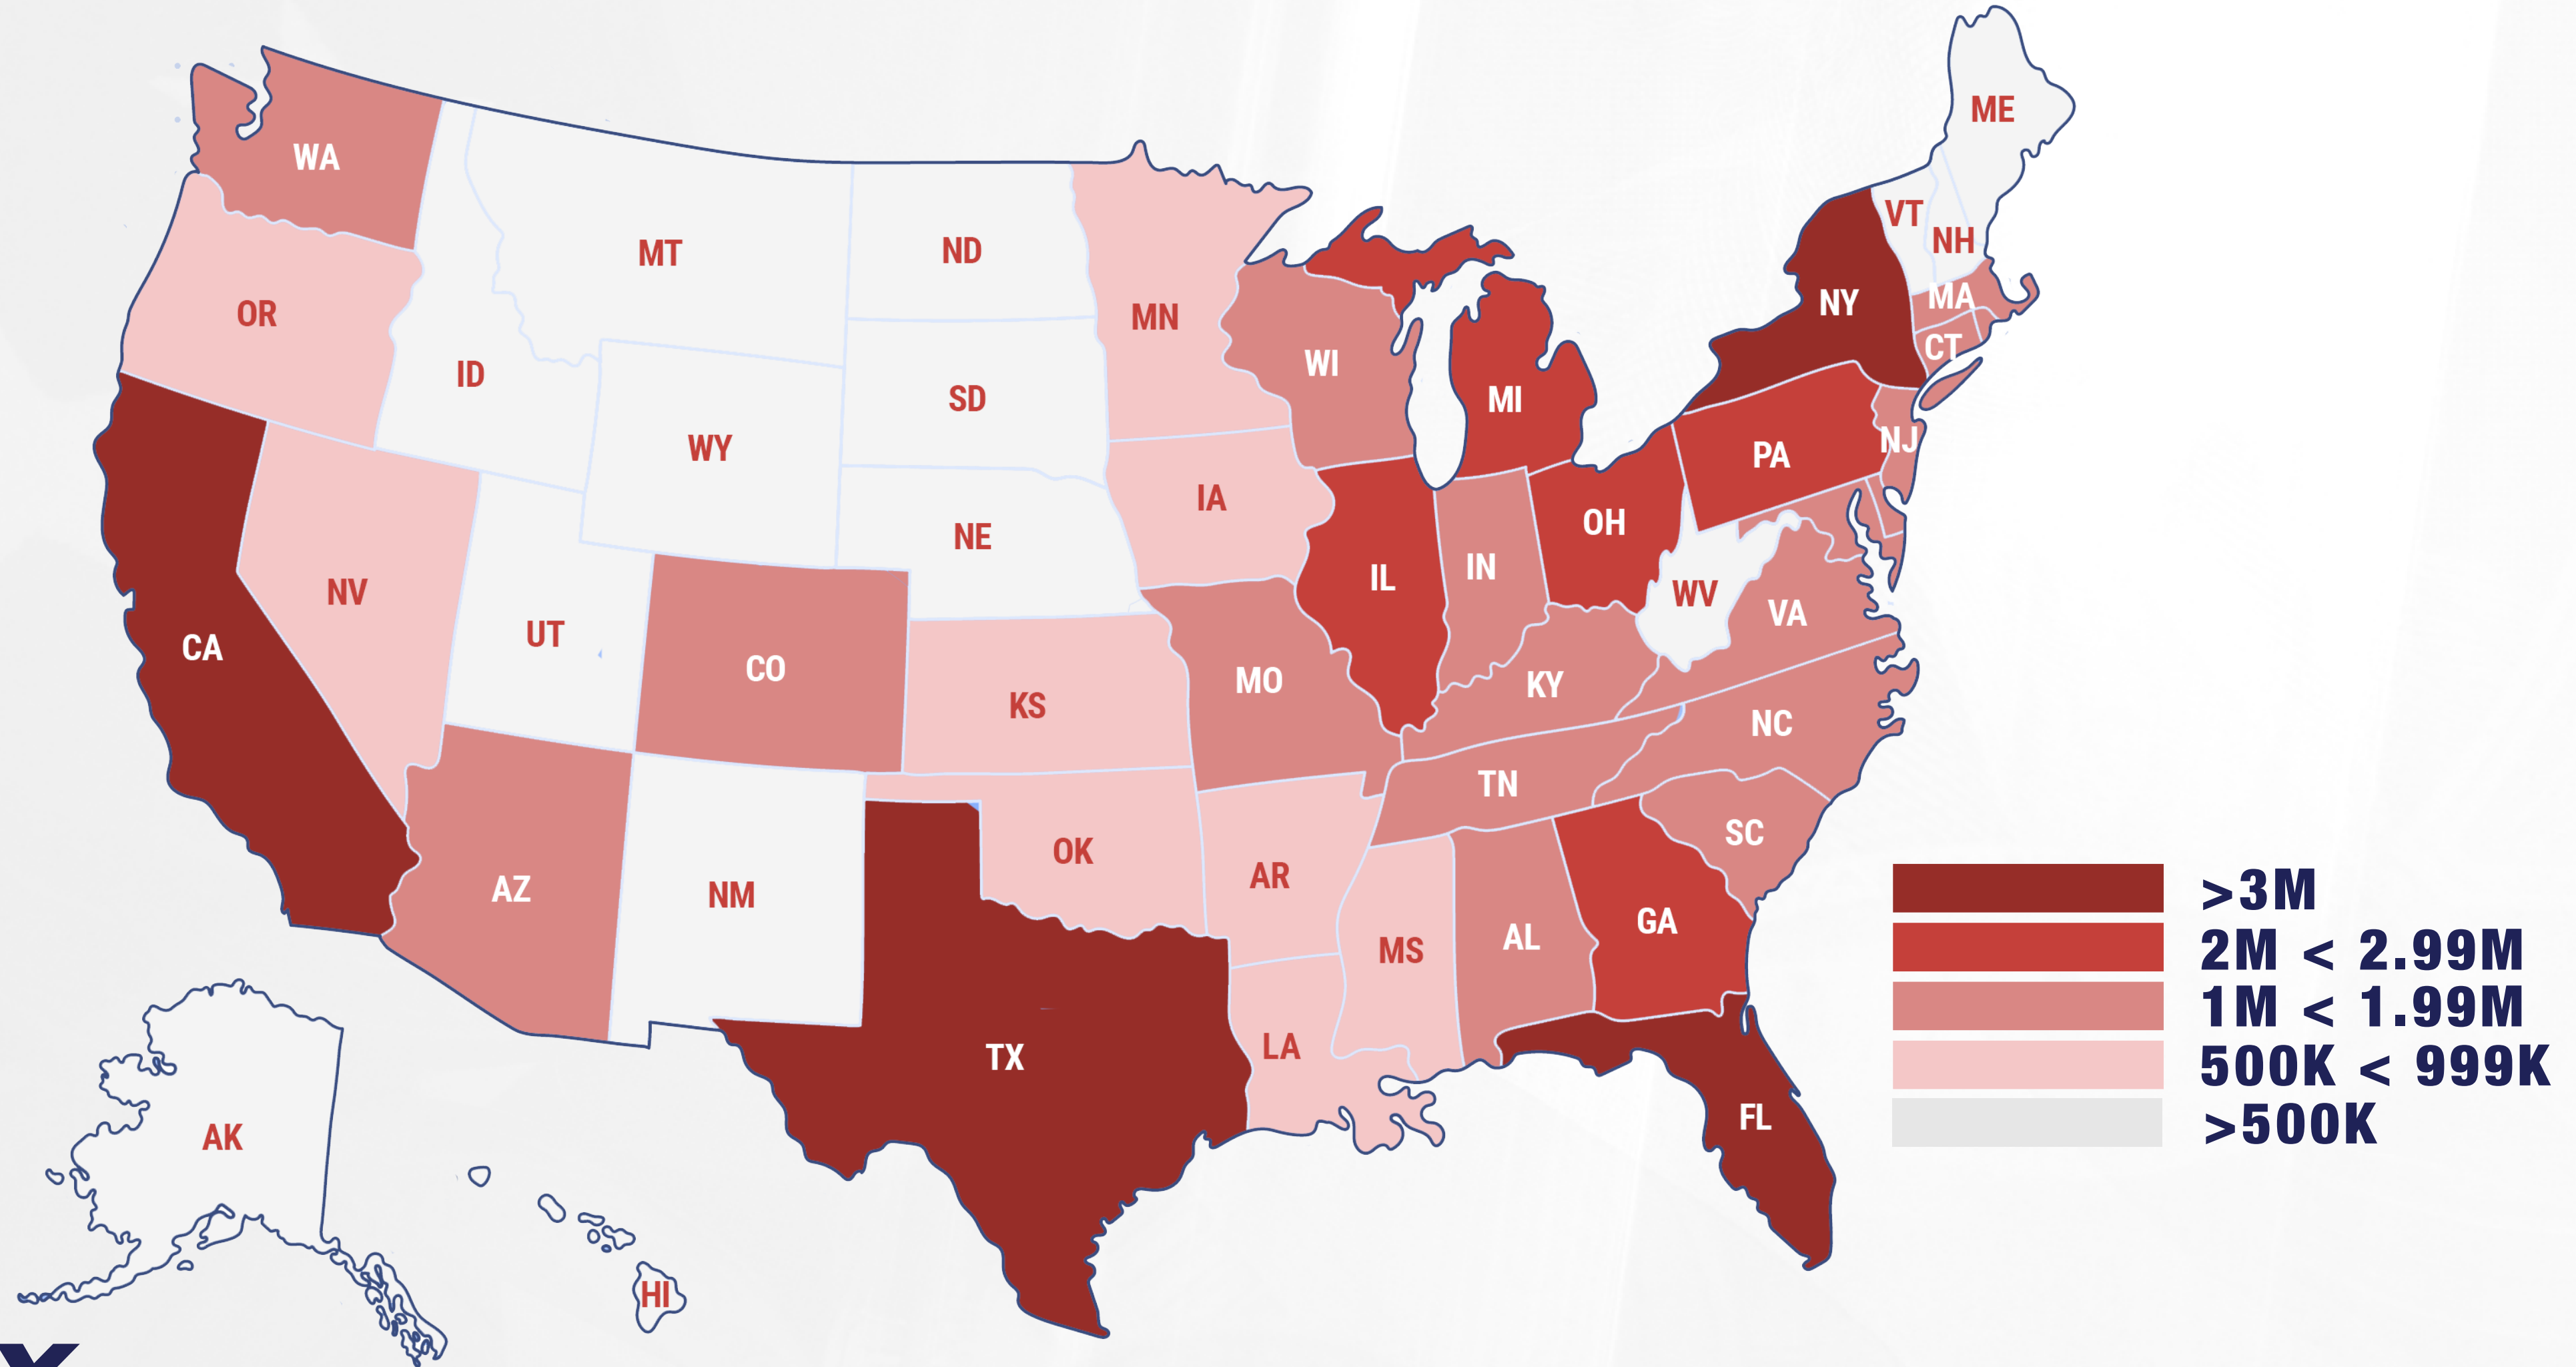 ME
WA
VT
NH
MT
ND
MA
NY
OR
MN
CT
WI
ID
SD
MI
NJ
PA
WY
IA
OH
NE
IN
IL
NV
WV
VA
UT
CA
CO
MO
KY
KS
NC
TN
SC
OK
AR
AZ
NM
GA
AL
MS
LA
TX
FL
AK
HI
>3M
2M < 2.99M
1M < 1.99M
500K < 999K
>500K